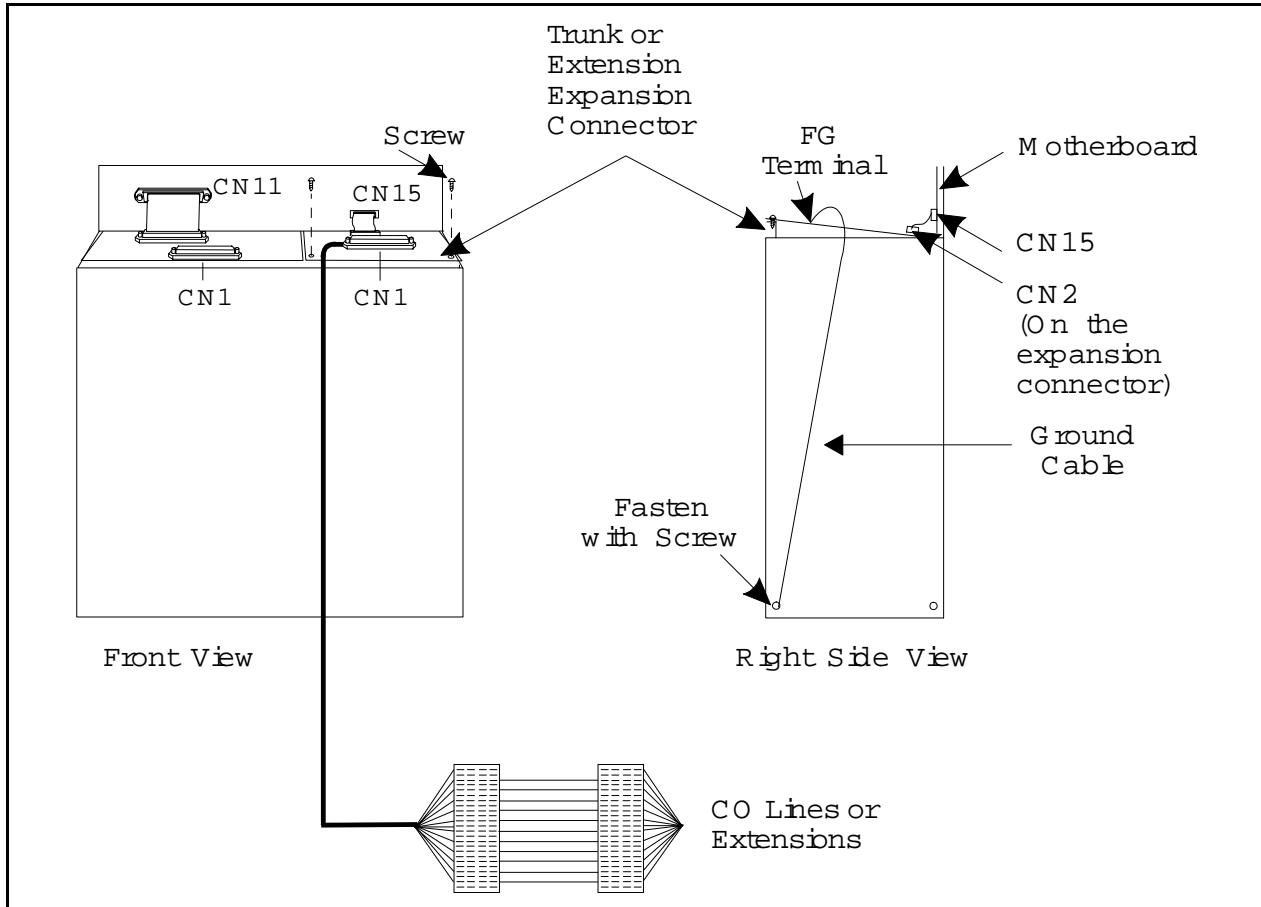 Trunk or
Extension
Expansion
Connector
Screw
FG
Terminal
Motherboard
CN11
CN15
CN15
CN1
CN1
CN2
(On the
expansion
connector)
Ground
Cable
Fasten
with Screw
Front View
Right Side View
CO Lines or
Extensions